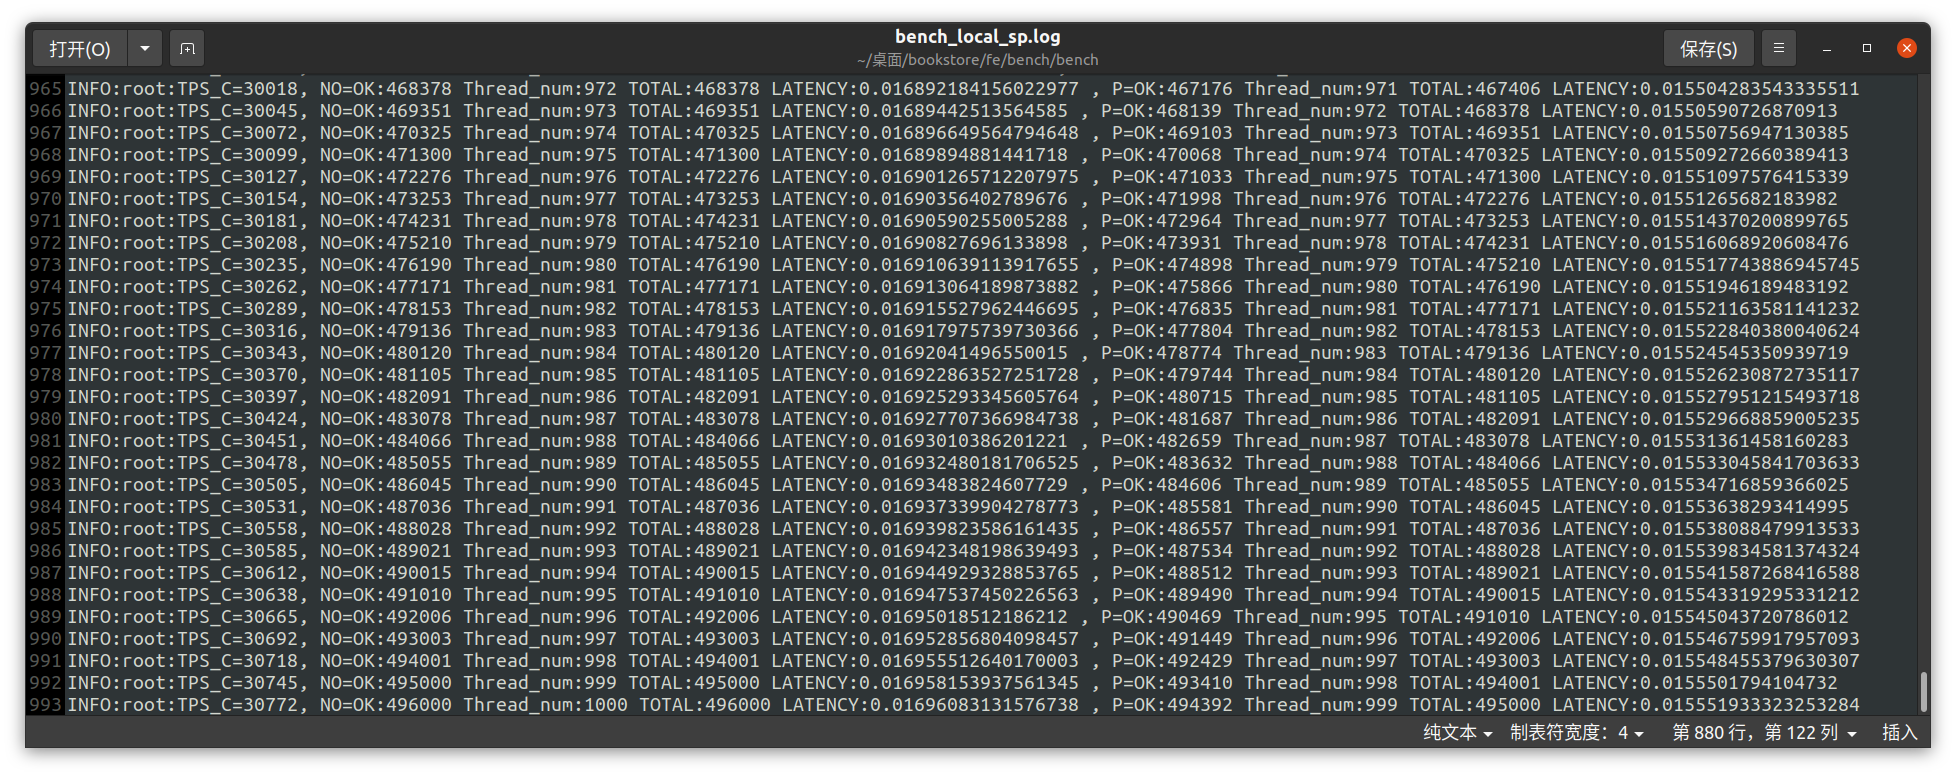 打开(O)
bench_local_sp.log
~/桌面/bookstore/fe/bench/bench
保存(S)
965 INFO:root:TPS_C=30018, NO=OK:468378 Thread_num:972 TOTAL:468378 LATENCY:0.016892184156022977 , P=OK:467176 Thread_num:971 TOTAL:467406 LATENCY:0.015504283543335511
966 INFO:root:TPS_C=30045, NO=OK:469351 Thread_num:973 TOTAL:469351 LATENCY:0.01689442513564585 , P=OK:468139 Thread_num:972 TOTAL:468378 LATENCY:0.01550590726870913
967 INFO:root:TPS_C=30072, NO=OK:470325 Thread_num:974 TOTAL:470325 LATENCY:0.016896649564794648 , P=OK:469103 Thread_num:973 TOTAL:469351 LATENCY:0.01550756947130385
968 INFO:root:TPS_C=30099, NO=OK:471300 Thread_num:975 TOTAL:471300 LATENCY:0.01689894881441718 , P=OK:470068 Thread_num:974 TOTAL:470325 LATENCY:0.015509272660389413
969 INFO:root:TPS_C=30127, NO=OK:472276 Thread_num:976 TOTAL:472276 LATENCY:0.016901265712207975 , P=OK:471033 Thread_num:975 TOTAL:471300 LATENCY:0.01551097576415339
970 INFO:root:TPS_C=30154, NO=OK:473253 Thread_num:977 TOTAL:473253 LATENCY:0.01690356402789676 , P=OK:471998 Thread_num:976 TOTAL:472276 LATENCY:0.01551265682183982
971 INFO:root:TPS_C=30181, NO=OK:474231 Thread_num:978 TOTAL:474231 LATENCY:0.01690590255005288 , P=OK:472964 Thread_num:977 TOTAL:473253 LATENCY:0.015514370200899765
972 INFO:root:TPS_C=30208, NO=OK:475210 Thread_num:979 TOTAL:475210 LATENCY:0.01690827696133898 , P=OK:473931 Thread_num:978 TOTAL:474231 LATENCY:0.015516068920608476
973 INFO:root:TPS_C=30235, NO=OK:476190 Thread_num:980 TOTAL:476190 LATENCY:0.016910639113917655 , P=OK:474898 Thread_num:979 TOTAL:475210 LATENCY:0.015517743886945745
974 INFO:root:TPS_C=30262, NO=OK:477171 Thread_num:981 TOTAL:477171 LATENCY:0.016913064189873882 , P=OK:475866 Thread_num:980 TOTAL:476190 LATENCY:0.01551946189483192
975 INFO:root:TPS_C=30289, NO=OK:478153 Thread_num:982 TOTAL:478153 LATENCY:0.016915527962446695 , P=OK:476835 Thread_num:981 TOTAL:477171 LATENCY:0.015521163581141232
976 INFO:root:TPS_C=30316, NO=OK:479136 Thread_num:983 TOTAL:479136 LATENCY:0.016917975739730366 , P=OK:477804 Thread_num:982 TOTAL:478153 LATENCY:0.015522840380040624
977 INFO:root:TPS_C=30343, NO=OK:480120 Thread_num:984 TOTAL:480120 LATENCY:0.01692041496550015 , P=OK:478774 Thread_num:983 TOTAL:479136 LATENCY:0.015524545350939719
978 INFO:root:TPS_C=30370, NO=OK:481105 Thread_num:985 TOTAL:481105 LATENCY:0.016922863527251728 , P=OK:479744 Thread_num:984 TOTAL:480120 LATENCY:0.015526230872735117
979 INFO:root:TPS_C=30397, NO=OK:482091 Thread_num:986 TOTAL:482091 LATENCY:0.016925293345605764 , P=OK:480715 Thread_num:985 TOTAL:481105 LATENCY:0.015527951215493718
980 INFO:root:TPS_C=30424, NO=OK:483078 Thread_num:987 TOTAL:483078 LATENCY:0.016927707366984738 , P=OK:481687 Thread_num:986 TOTAL:482091 LATENCY:0.015529668859005235
981 INFO:root:TPS_C=30451, NO=OK:484066 Thread_num:988 TOTAL:484066 LATENCY:0.01693010386201221 , P=OK:482659 Thread_num:987 TOTAL:483078 LATENCY:0.015531361458160283
982 INFO:root:TPS_C=30478, NO=OK:485055 Thread_num:989 TOTAL:485055 LATENCY:0.016932480181706525 , P=OK:483632 Thread_num:988 TOTAL:484066 LATENCY:0.015533045841703633
983 INFO:root:TPS_C=30505, NO=OK:486045 Thread_num:990 TOTAL:486045 LATENCY:0.01693483824607729 , P=OK:484606 Thread_num:989 TOTAL:485055 LATENCY:0.015534716859366025
984 INFO:root:TPS_C=30531, NO=OK:487036 Thread_num:991 TOTAL:487036 LATENCY:0.016937339904278773 , P=OK:485581 Thread_num:990 TOTAL:486045 LATENCY:0.01553638293414995
985 INFO:root:TPS_C=30558, NO=OK:488028 Thread_num:992 TOTAL:488028 LATENCY:0.016939823586161435 , P=OK:486557 Thread_num:991 TOTAL:487036 LATENCY:0.015538088479913533
986 INFO:root:TPS_C=30585, NO=OK:489021 Thread_num:993 TOTAL:489021 LATENCY:0.016942348198639493 , P=OK:487534 Thread_num:992 TOTAL:488028 LATENCY:0.015539834581374324
987 INFO:root:TPS_C=30612, NO=OK:490015 Thread_num:994 TOTAL:490015 LATENCY:0.016944929328853765 , P=OK:488512 Thread_num:993 TOTAL:489021 LATENCY:0.015541587268416588
988 INFO:root:TPS_C=30638, NO=OK:491010 Thread_num:995 TOTAL:491010 LATENCY:0.016947537450226563 , P=OK:489490 Thread_num:994 TOTAL:490015 LATENCY:0.015543319295331212
989 INFO:root:TPS_C=30665, NO=OK:492006 Thread_num:996 TOTAL:492006 LATENCY:0.01695018512186212 , P=OK:490469 Thread_num:995 TOTAL:491010 LATENCY:0.015545043720786012
990 INFO:root:TPS_C=30692, NO=OK:493003 Thread_num:997 TOTAL:493003 LATENCY:0.016952856804098457 , P=OK:491449 Thread_num:996 TOTAL:492006 LATENCY:0.015546759917957093
991 INFO:root:TPS_C=30718, NO=OK:494001 Thread_num:998 TOTAL:494001 LATENCY:0.016955512640170003 , P=OK:492429 Thread_num:997 TOTAL:493003 LATENCY:0.015548455379630307
992 INFO:root:TPS_C=30745, NO=OK:495000 Thread_num:999 TOTAL:495000 LATENCY:0.016958153937561345 , P=OK:493410 Thread_num:998 TOTAL:494001 LATENCY:0.0155501794104732
993 INFO:root:TPS_C=30772, NO=OK:496000 Thread_num:1000 TOTAL:496000 LATENCY:0.01696083131576738 , P=OK:494392 Thread_num:999 TOTAL:495000 LATENCY:0.015551933323253284
纯文本 制表符宽度：4 第 880 行，第 122 列 插入